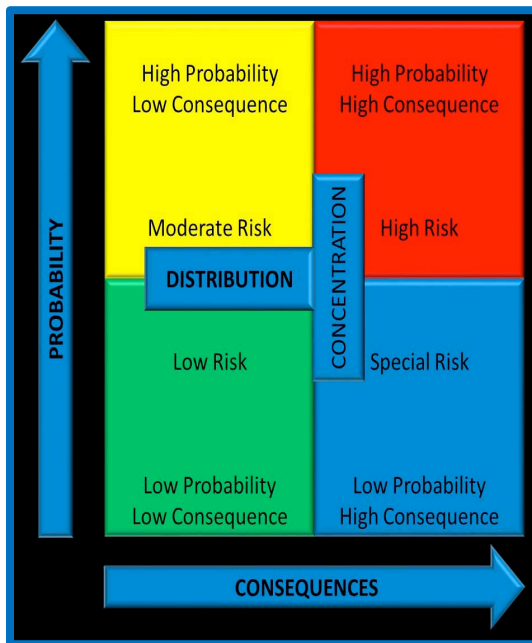 PROBABILITY
High Probability
Low Consequence
Moderate Risk
High Probability
High Consequence
High Risk
DISTRIBUTION
CONCENTRATION
Low Risk
Low Probability
Low Consequence
Special Risk
Low Probability
High Consequence
CONSEQUENCES